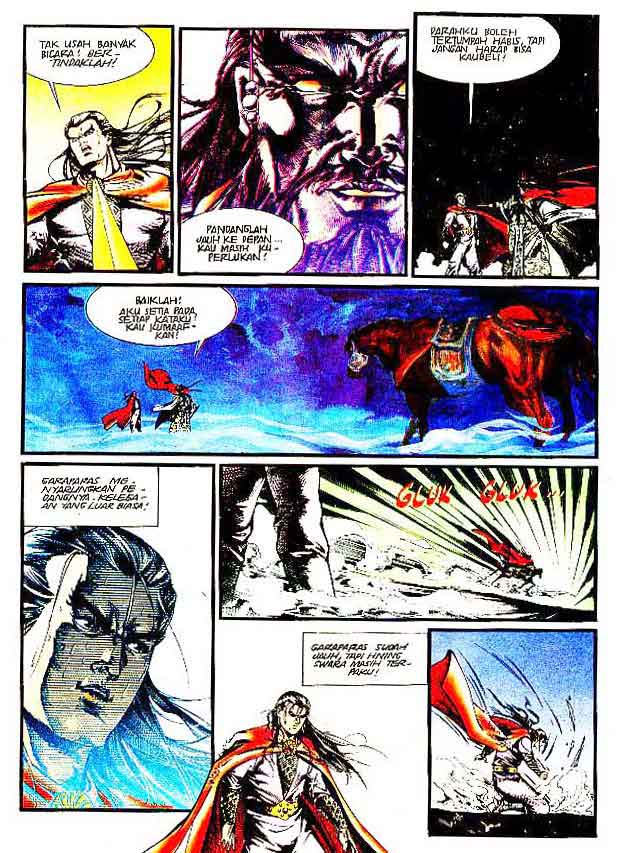 TAK USAH BANYAK
BICARA! BER-
TINDAKLAH!
PANDANGLAH
JAUH KE DEPAN...
KAU MASIH KU-
PERLUKAN!
DARAHKU BOLEH
TERTUMPAH HABIS, TAPI
JANGAN HARAP BISA
KAUBELI!
BAIKLAH!
AKU SETIA PADA
SETIAP KATAKU!
KAU KUMAAF-
KAN!
GARAPARAS ME-
NYARUNGKAN PE-
DANGNYA. KELEGA-
AN YANG LUAR BIASA!
GLUK GLUK...
GARAPARAS SUDAH
JAUH, TAPI HNING
SWARA MASIH TER-
PAKU!